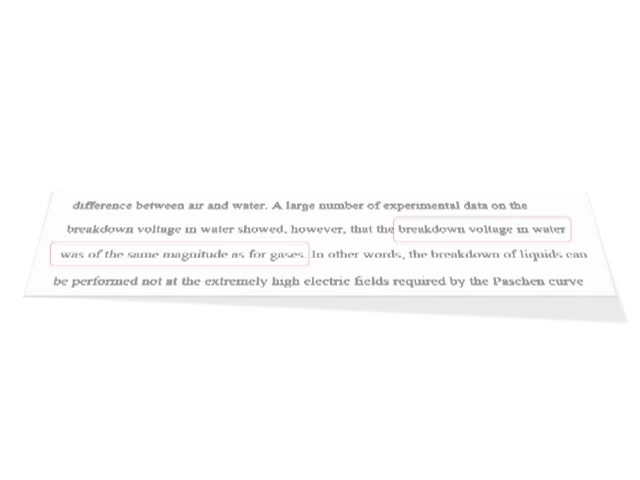 difference between air and water. A large number of experimental data on the
breakdown voltage in water showed, however, that the breakdown voltage in water
was of the same magnitude as for gases. In other words, the breakdown of liquids can
be performed not at the extremely high electric fields required by the Paschen curve